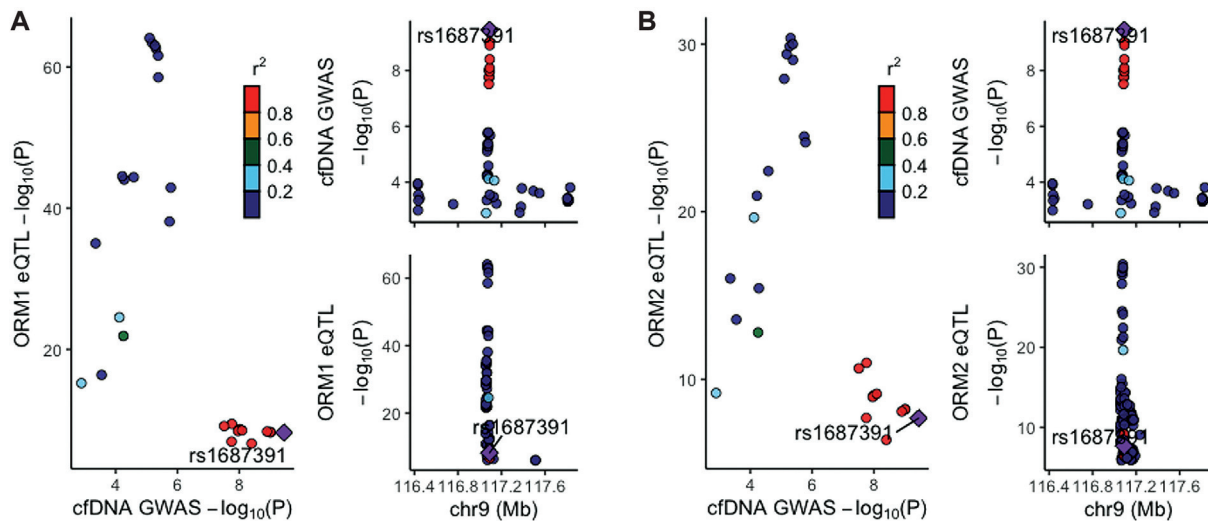 A
ORM1 eQTL −log10(P)
60
40
20
4
6
8
cfDNA GWAS −log10(P)
r2
0.8
0.6
0.4
0.2
rs1687391
cfDNA GWAS
−log10(P)
8
6
4
rs1687391
ORM1 eQTL
−log10(P)
60
40
20
rs1687391
116.4 116.8 117.2 117.6
chr9 (Mb)
B
ORM2 eQTL −log10(P)
30
20
10
4
6
8
cfDNA GWAS −log10(P)
r2
0.8
0.6
0.4
0.2
rs1687391
cfDNA GWAS
−log10(P)
8
6
4
rs1687391
ORM2 eQTL
−log10(P)
30
20
10
rs1687391
116.4 116.8 117.2 117.6
chr9 (Mb)